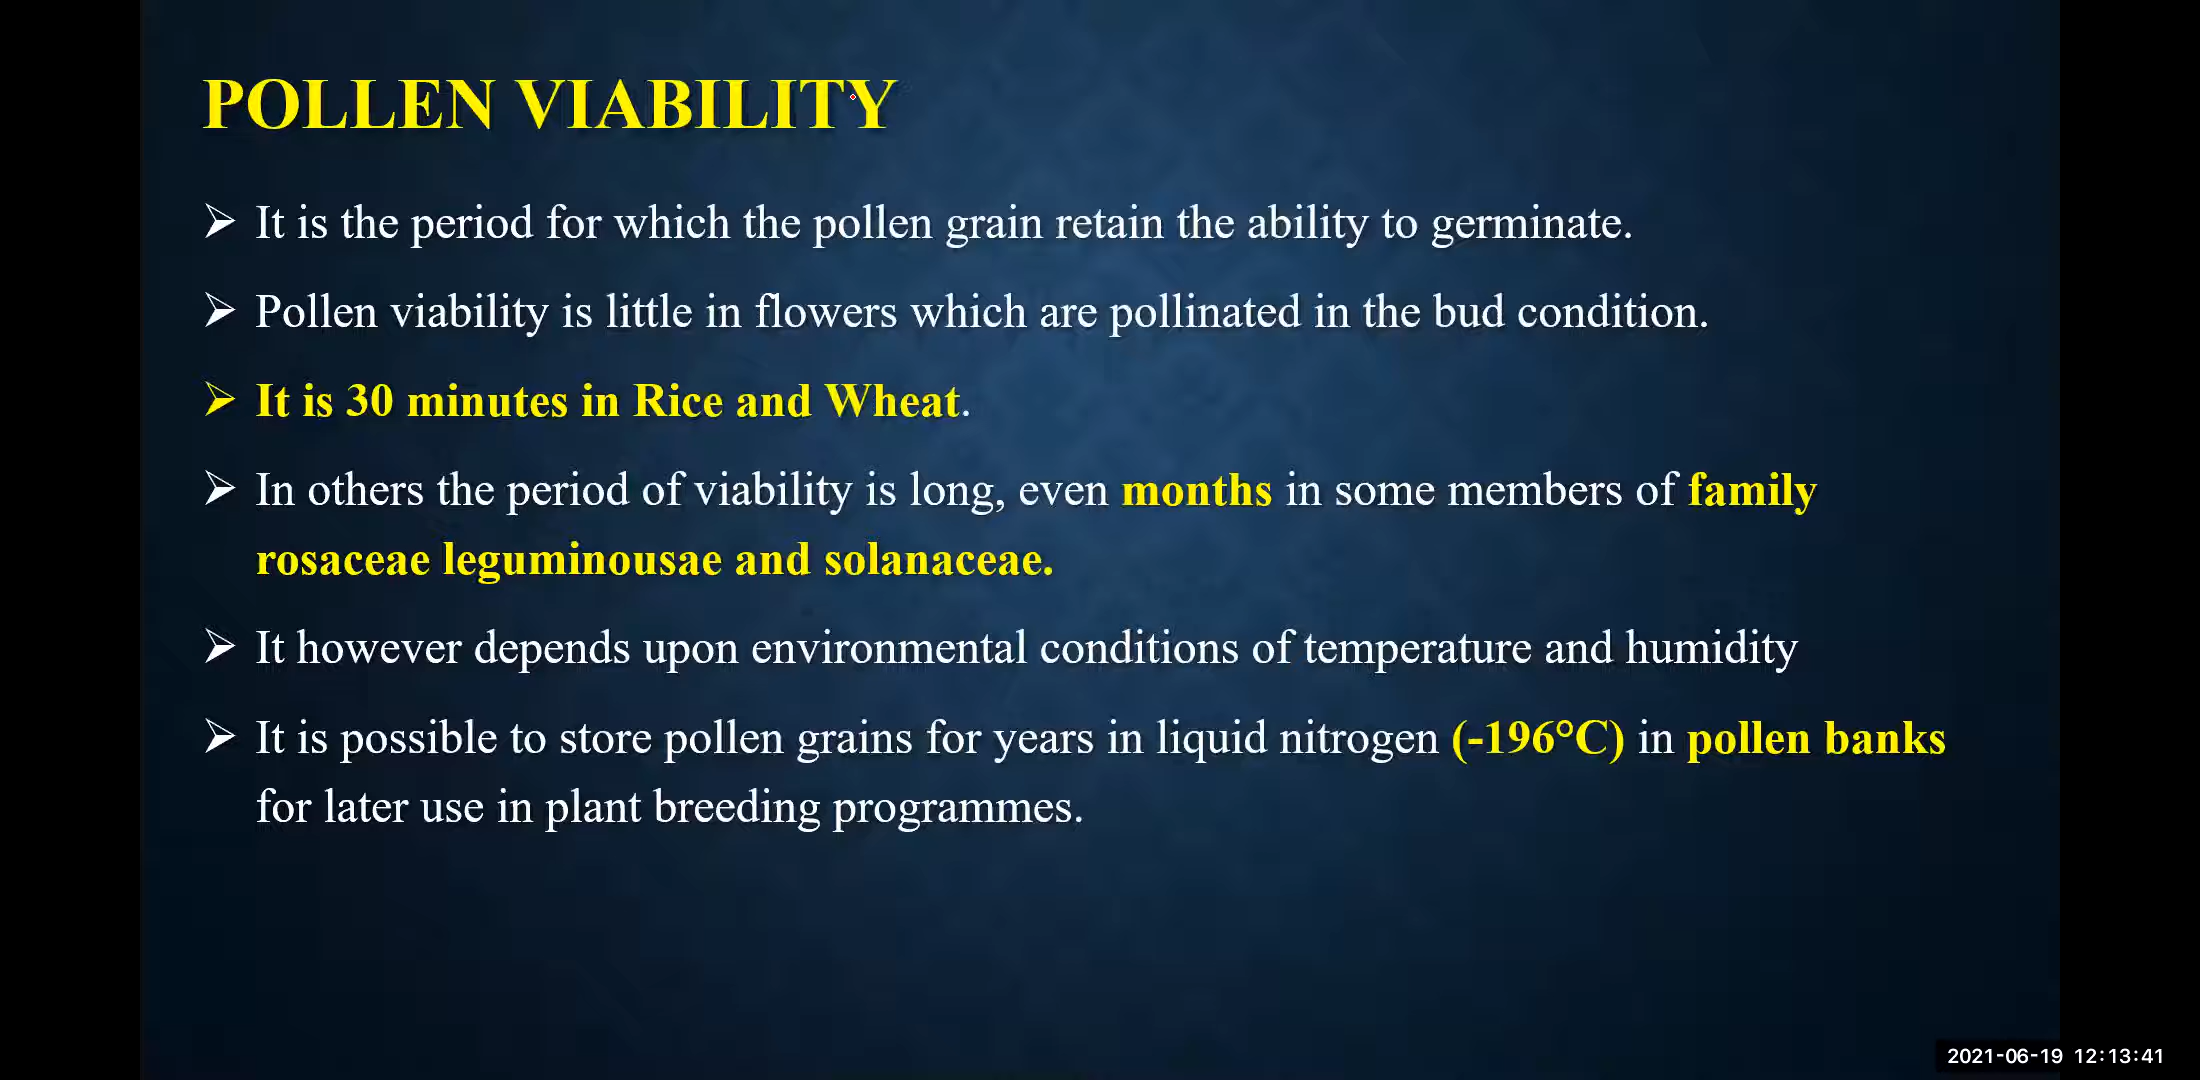 POLLEN VIABILITY
➢ It is the period for which the pollen grain retain the ability to germinate.
➢ Pollen viability is little in flowers which are pollinated in the bud condition.
➢ It is 30 minutes in Rice and Wheat.
➢ In others the period of viability is long, even months in some members of family
rosaceae leguminousae and solanaceae.
➢ It however depends upon environmental conditions of temperature and humidity
➢ It is possible to store pollen grains for years in liquid nitrogen (-196°C) in pollen banks
for later use in plant breeding programmes.
2021-06-19 12:13:41